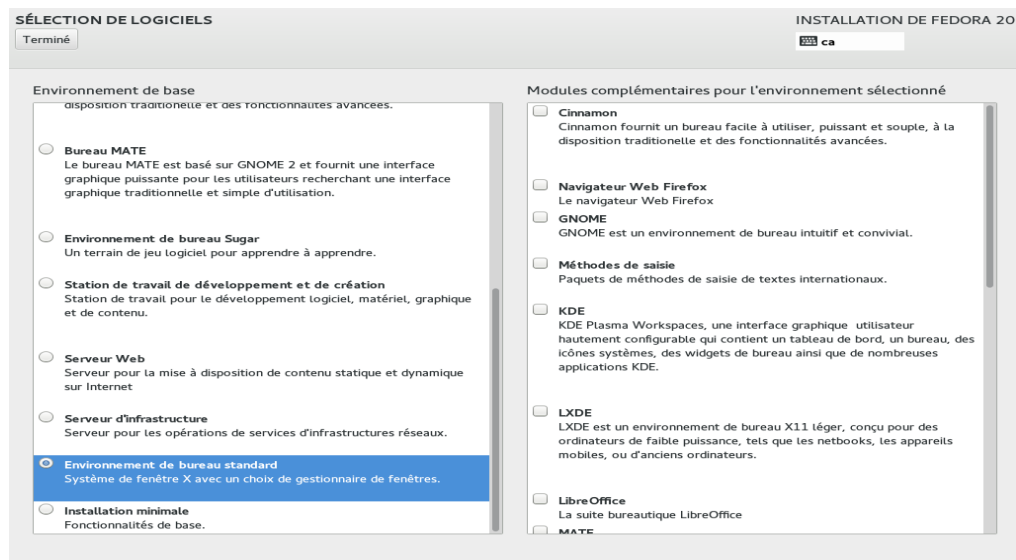 SÉLECTION DE LOGICIELS
Terminé
INSTALLATION DE FEDORA 20
ca
Environnement de base
disposition traditionnelle et des fonctionnalités avancées.
Bureau MATE
Le bureau MATE est basé sur GNOME 2 et fournit une interface
graphique puissante pour les utilisateurs recherchant une interface
graphique traditionnelle et simple d'utilisation.
Environnement de bureau Sugar
Un terrain de jeu logiciel pour apprendre à apprendre.
Station de travail de développement et de création
Station de travail pour le développement logiciel, matériel, graphique
et de contenu.
Serveur Web
Serveur pour la mise à disposition de contenu statique et dynamique
sur Internet
Serveur d'infrastructure
Serveur pour les opérations de services d'infrastructures réseaux.
Environnement de bureau standard
Système de fenêtre X avec un choix de gestionnaire de fenêtres.
Installation minimale
Fonctionnalités de base.
Modules complémentaires pour l'environnement sélectionné
Cinnamon
Cinnamon fournit un bureau facile à utiliser, puissant et souple, à la
disposition traditionnelle et des fonctionnalités avancées.
Navigateur Web Firefox
Le navigateur Web Firefox
GNOME
GNOME est un environnement de bureau intuitif et convivial.
Méthodes de saisie
Paquets de méthodes de saisie de textes internationaux.
KDE
KDE Plasma Workspaces, une interface graphique  utilisateur
hautement configurable qui contient un tableau de bord, un bureau, des
icônes systèmes, des widgets de bureau ainsi que de nombreuses
applications KDE.
LXDE
LXDE est un environnement de bureau X11 léger, conçu pour des
ordinateurs de faible puissance, tels que les netbooks, les appareils
mobiles, ou d'anciens ordinateurs.
LibreOffice
La suite bureautique LibreOffice
MATE